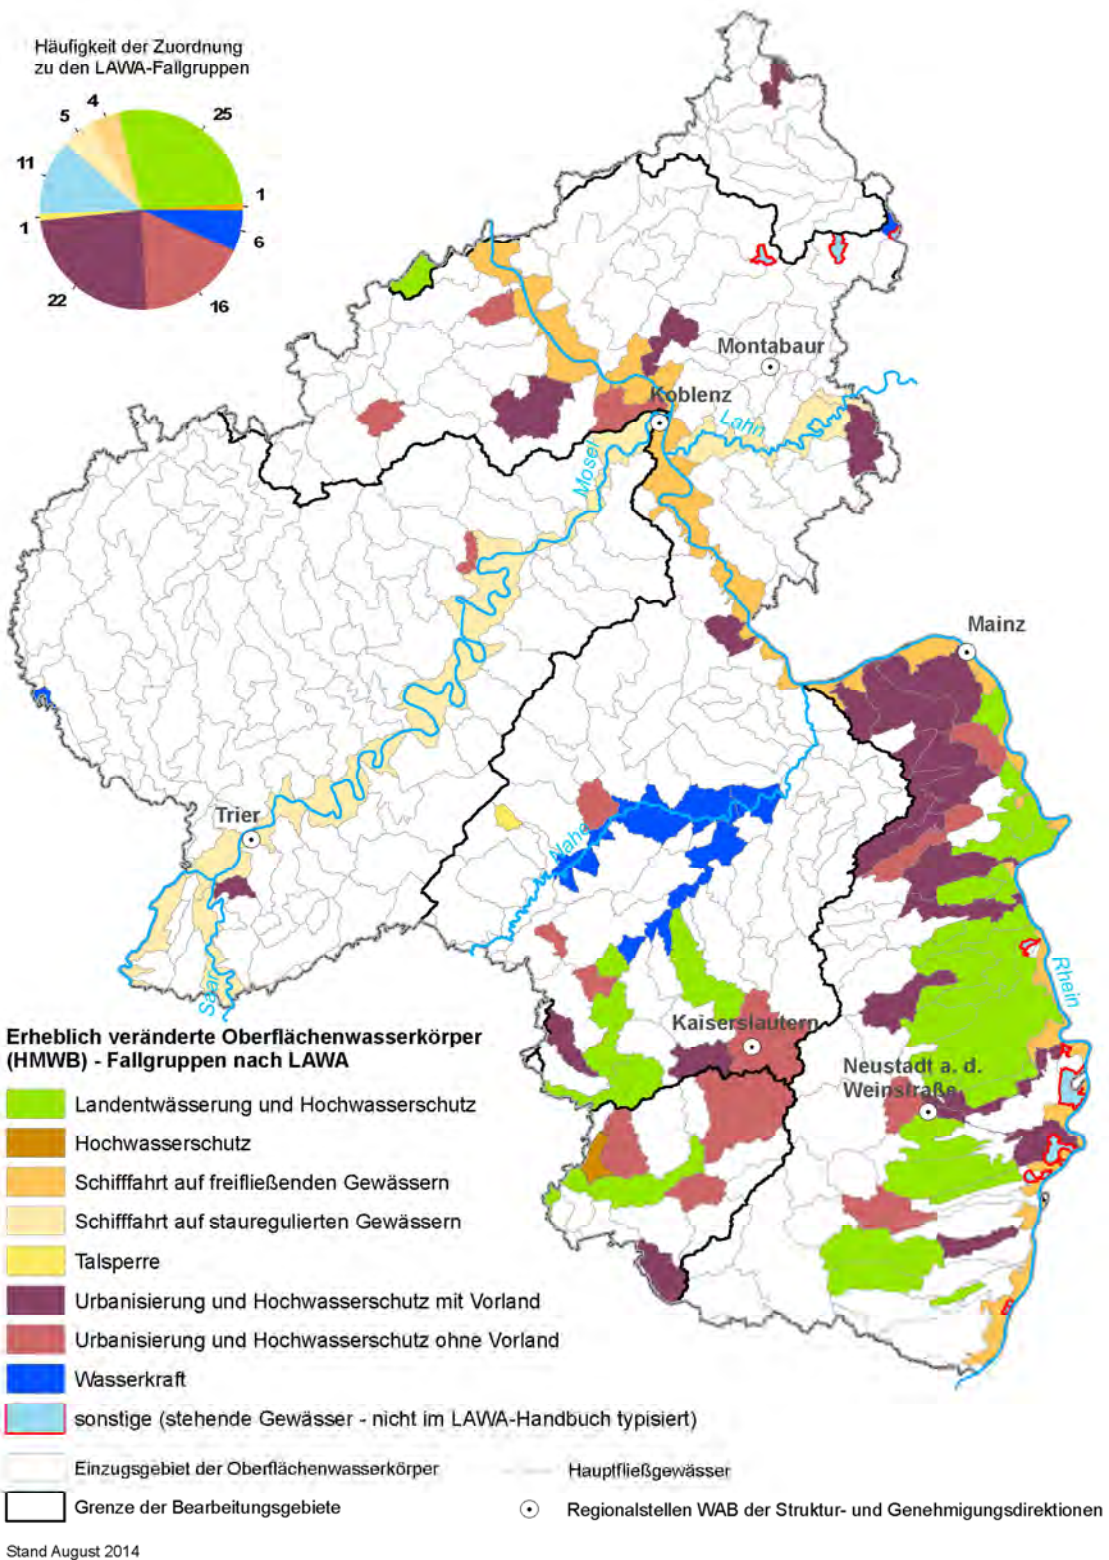 Häufigkeit der Zuordnung
zu den LAWA-Fallgruppen
4
5
25
11
1
1
6
22
16
Montabaur
Koblenz
Lahn
Mosel
Mainz
Trier
Nahe
Saar
Rhein
Kaiserslautern
Neustadt a. d.
Weinstraße
Erheblich veränderte Oberflächenwasserkörper
(HMWB) - Fallgruppen nach LAWA
Landentwässerung und Hochwasserschutz
Hochwasserschutz
Schifffahrt auf freifließenden Gewässern
Schifffahrt auf stauregulierten Gewässern
Talsperre
Urbanisierung und Hochwasserschutz mit Vorland
Urbanisierung und Hochwasserschutz ohne Vorland
Wasserkraft
sonstige (stehende Gewässer - nicht im LAWA-Handbuch typisiert)
Einzugsgebiet der Oberflächenwasserkörper
Hauptfließgewässer
Grenze der Bearbeitungsgebiete
Regionalstellen WAB der Struktur- und Genehmigungsdirektionen
Stand August 2014